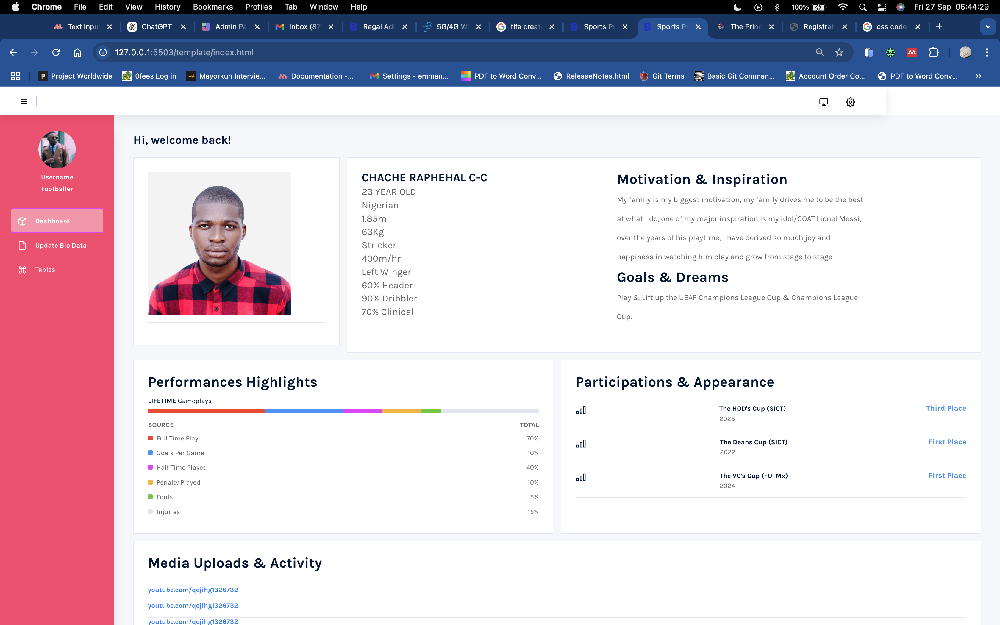 Chrome File Edit View History Bookmarks Profiles Tab Window Help 100% Fri 27 Sep 06:44:29
Text Inpu ChatGPT Admin Pa Inbox (87 Regal Adr 5G/4G W fifa creat Sports Pr Sports Pr The Princ Registrat css code
127.0.0.1:5503/template/index.html
Project Worldwide 0fees Log in Mayorkun Intervie... Documentation -... Settings - emman... PDF to Word Conv... ReleaseNotes.html Git Terms Basic Git Comman... Account Order Co... PDF to Word Conv...
Username
Footballer
Dashboard
Update Bio Data
Tables
Hi, welcome back!
CHACHE RAPHEHAL C-C
23 YEAR OLD
Nigerian
1.85m
63Kg
Stricker
400m/hr
Left Winger
60% Header
90% Dribbler
70% Clinical
Motivation & Inspiration
My family is my biggest motivation, my family drives me to be the best
at what i do, one of my major inspiration is my idol/GOAT Lionel Messi,
over the years of his playtime, i have derived so much joy and
happiness in watching him play and grow from stage to stage.
Goals & Dreams
Play & Lift up the UEAF Champions League Cup & Champions League
Cup.
Performances Highlights
LIFETIME Gameplays
SOURCE TOTAL
Full Time Play 70%
Goals Per Game 10%
Half Time Played 40%
Penalty Played 10%
Fouls 5%
Injuries 15%
Participations & Appearance
The HOD's Cup (SICT) Third Place
2023
The Deans Cup (SICT) First Place
2022
The VC's Cup (FUTMx) First Place
2024
Media Uploads & Activity
youtube.com/qejihg1326732
youtube.com/qejihg1326732
youtube.com/qejihg1326732